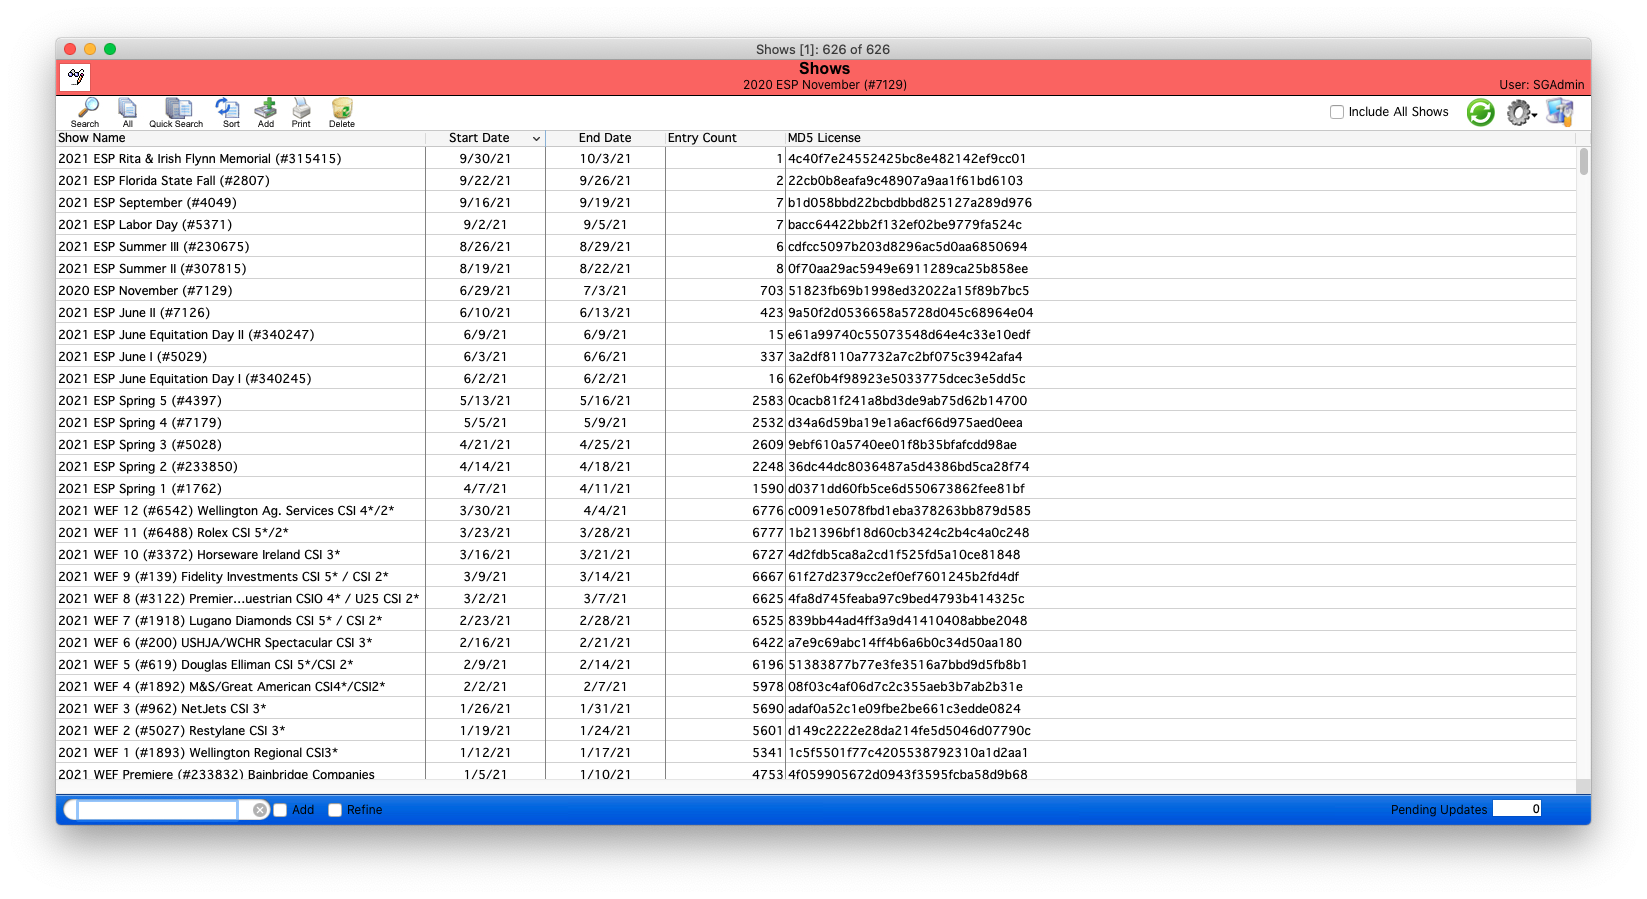 Shows [1]: 626 of 626
Shows
2020 ESP November (#7129)
User: SGAdmin
Search All Quick Search Sort Add Print Delete Include All Shows
Show Name Start Date End Date Entry Count MD5 License
2021 ESP Rita & Irish Flynn Memorial (#315415) 9/30/21 10/3/21 1 4c40f7e24552425bc8e482142ef9cc01
2021 ESP Florida State Fall (#2807) 9/22/21 9/26/21 2 22cb0b8eafa9c48907a9aa1f61bd6103
2021 ESP September (#4049) 9/16/21 9/19/21 7 b1d058bbd22bcbdbbd825127a289d976
2021 ESP Labor Day (#5371) 9/2/21 9/5/21 7 bacc64422bb2f132ef02be9779fa524c
2021 ESP Summer III (#230675) 8/26/21 8/29/21 6 cdfcc5097b203d8296ac5d0aa6850694
2021 ESP Summer II (#307815) 8/19/21 8/22/21 8 0f70aa29ac5949e6911289ca25b858ee
2020 ESP November (#7129) 6/29/21 7/3/21 703 51823fb69b1998ed32022a15f89b7bc5
2021 ESP June II (#7126) 6/10/21 6/13/21 423 9a50f2d0536658a5728d045c68964e04
2021 ESP June Equitation Day II (#340247) 6/9/21 6/9/21 15 e61a99740c55073548d64e4c33e10edf
2021 ESP June I (#5029) 6/3/21 6/6/21 337 3a2df8110a7732a7c2bf075c3942afa4
2021 ESP June Equitation Day I (#340245) 6/2/21 6/2/21 16 62ef0b4f98923e5033775dcec3e5dd5c
2021 ESP Spring 5 (#4397) 5/13/21 5/16/21 2583 0cacb81f241a8bd3de9ab75d62b14700
2021 ESP Spring 4 (#7179) 5/5/21 5/9/21 2532 d34a6d59ba19e1a6acf66d975aed0eea
2021 ESP Spring 3 (#5028) 4/21/21 4/25/21 2609 9ebf610a5740ee01f8b35bfafcdd98ae
2021 ESP Spring 2 (#233850) 4/14/21 4/18/21 2248 36dc44dc8036487a5d4386bd5ca28f74
2021 ESP Spring 1 (#1762) 4/7/21 4/11/21 1590 d0371dd60fb5ce6d550673862fee81bf
2021 WEF 12 (#6542) Wellington Ag. Services CSI 4*/2* 3/30/21 4/4/21 6776 c0091e5078fbd1eba378263bb879d585
2021 WEF 11 (#6488) Rolex CSI 5*/2* 3/23/21 3/28/21 6777 1b21396bf18d60cb3424c2b4c4a0c248
2021 WEF 10 (#3372) Horseware Ireland CSI 3* 3/16/21 3/21/21 6727 4d2fdb5ca8a2cd1f525fd5a10ce81848
2021 WEF 9 (#139) Fidelity Investments CSI 5* / CSI 2* 3/9/21 3/14/21 6667 61f27d2379cc2ef0ef7601245b2fd4df
2021 WEF 8 (#3122) Premier...uestrian CSIO 4* / U25 CSI 2* 3/2/21 3/7/21 6625 4fa8d745feaba97c9bed4793b414325c
2021 WEF 7 (#1918) Lugano Diamonds CSI 5* / CSI 2* 2/23/21 2/28/21 6525 839bb44ad4ff3a9d41410408abbe2048
2021 WEF 6 (#200) USHJA/WCHR Spectacular CSI 3* 2/16/21 2/21/21 6422 a7e9c69abc14ff4b6a6b0c34d50aa180
2021 WEF 5 (#619) Douglas Elliman CSI 5*/CSI 2* 2/9/21 2/14/21 6196 51383877b77e3fe3516a7bbd9d5fb8b1
2021 WEF 4 (#1892) M&S/Great American CSI4*/CSI2* 2/2/21 2/7/21 5978 08f03c4af06d7c2c355aeb3b7ab2b31e
2021 WEF 3 (#962) NetJets CSI 3* 1/26/21 1/31/21 5690 adaf0a52c1e09fbe2be661c3edde0824
2021 WEF 2 (#5027) Restylane CSI 3* 1/19/21 1/24/21 5601 d149c2222e28da214fe5d5046d07790c
2021 WEF 1 (#1893) Wellington Regional CSI3* 1/12/21 1/17/21 5341 1c5f5501f77c4205538792310a1d2aa1
2021 WEF Premiere (#233832) Bainbridge Companies 1/5/21 1/10/21 4753 4f059905672d0943f3595fcba58d9b68
Add Refine Pending Updates 0